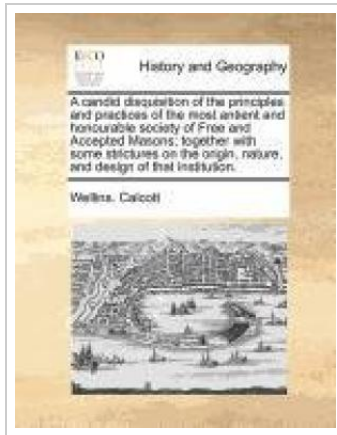 ECCO
History and Geography
A candid disquisition of the principles
and practices of the most antient and
honourable society of Free and
Accepted Masons; together with
some strictures on the origin, nature,
and design of that institution.
Wellins. Calcott